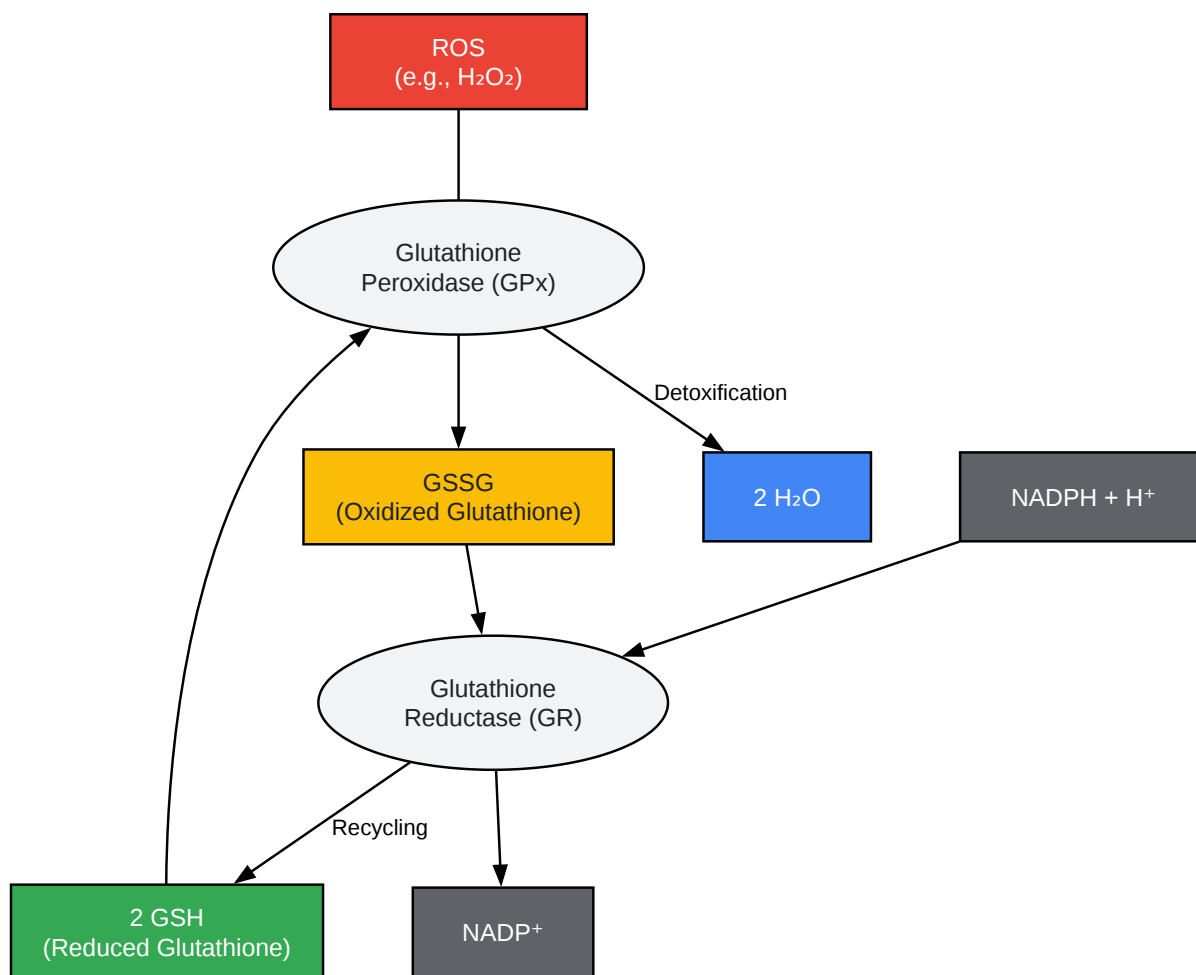 ROS
(e.g., H₂O₂)
Glutathione
Peroxidase (GPx)
Detoxification
GSSG
(Oxidized Glutathione)
2 H₂O
NADPH + H⁺
Glutathione
Reductase (GR)
Recycling
2 GSH
(Reduced Glutathione)
NADP⁺